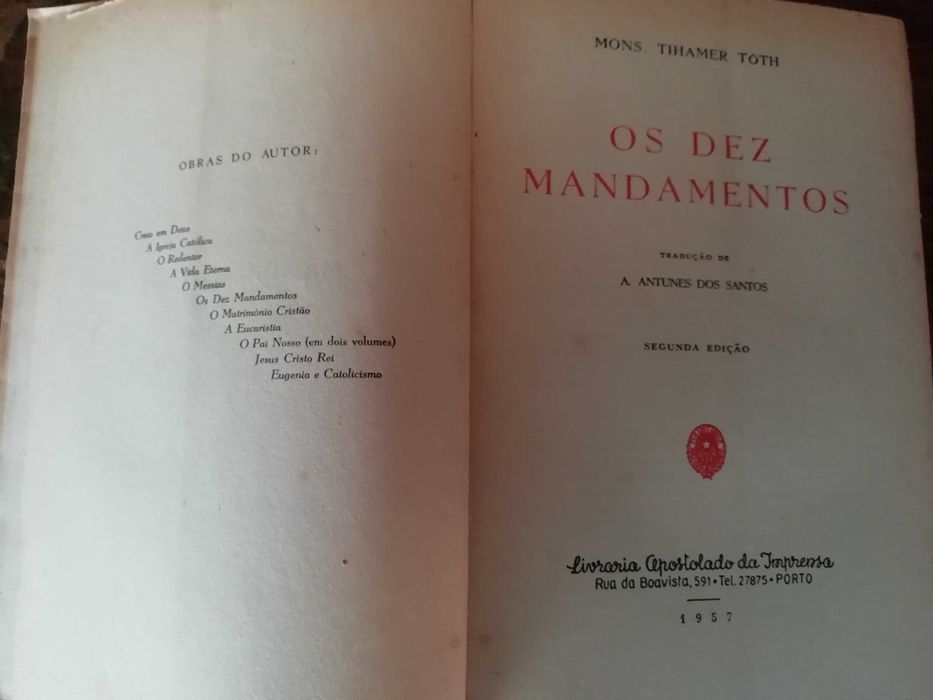 OBRAS DO AUTOR:
Creio em Deus
A Igreja Católica
O Redentor
A Vida Eterna
O Messias
Os Dez Mandamentos
O Matrimónio Cristão
A Eucaristia
O Pai Nosso (em dois volumes)
Jesus Cristo Rei
Eugenia e Catolicismo
MONS. TIHAMER TOTH
OS DEZ
MANDAMENTOS
TRADUÇÃO DE
A. ANTUNES DOS SANTOS
SEGUNDA EDIÇÃO
Livraria Apostolado da Imprensa
Rua da Boavista, 591 • Tel. 27875 • PORTO
1957